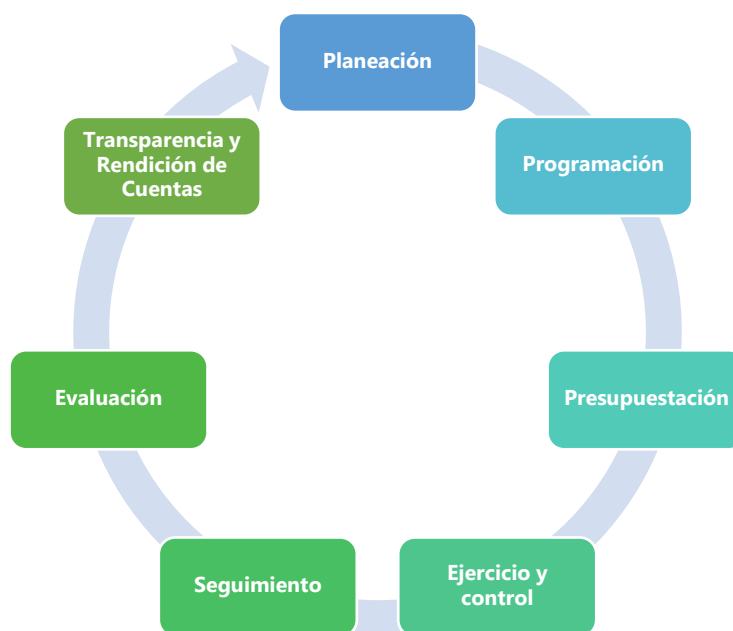 Planeación
Programación
Presupuestación
Ejercicio y
control
Seguimiento
Evaluación
Transparencia y
Rendición de
Cuentas